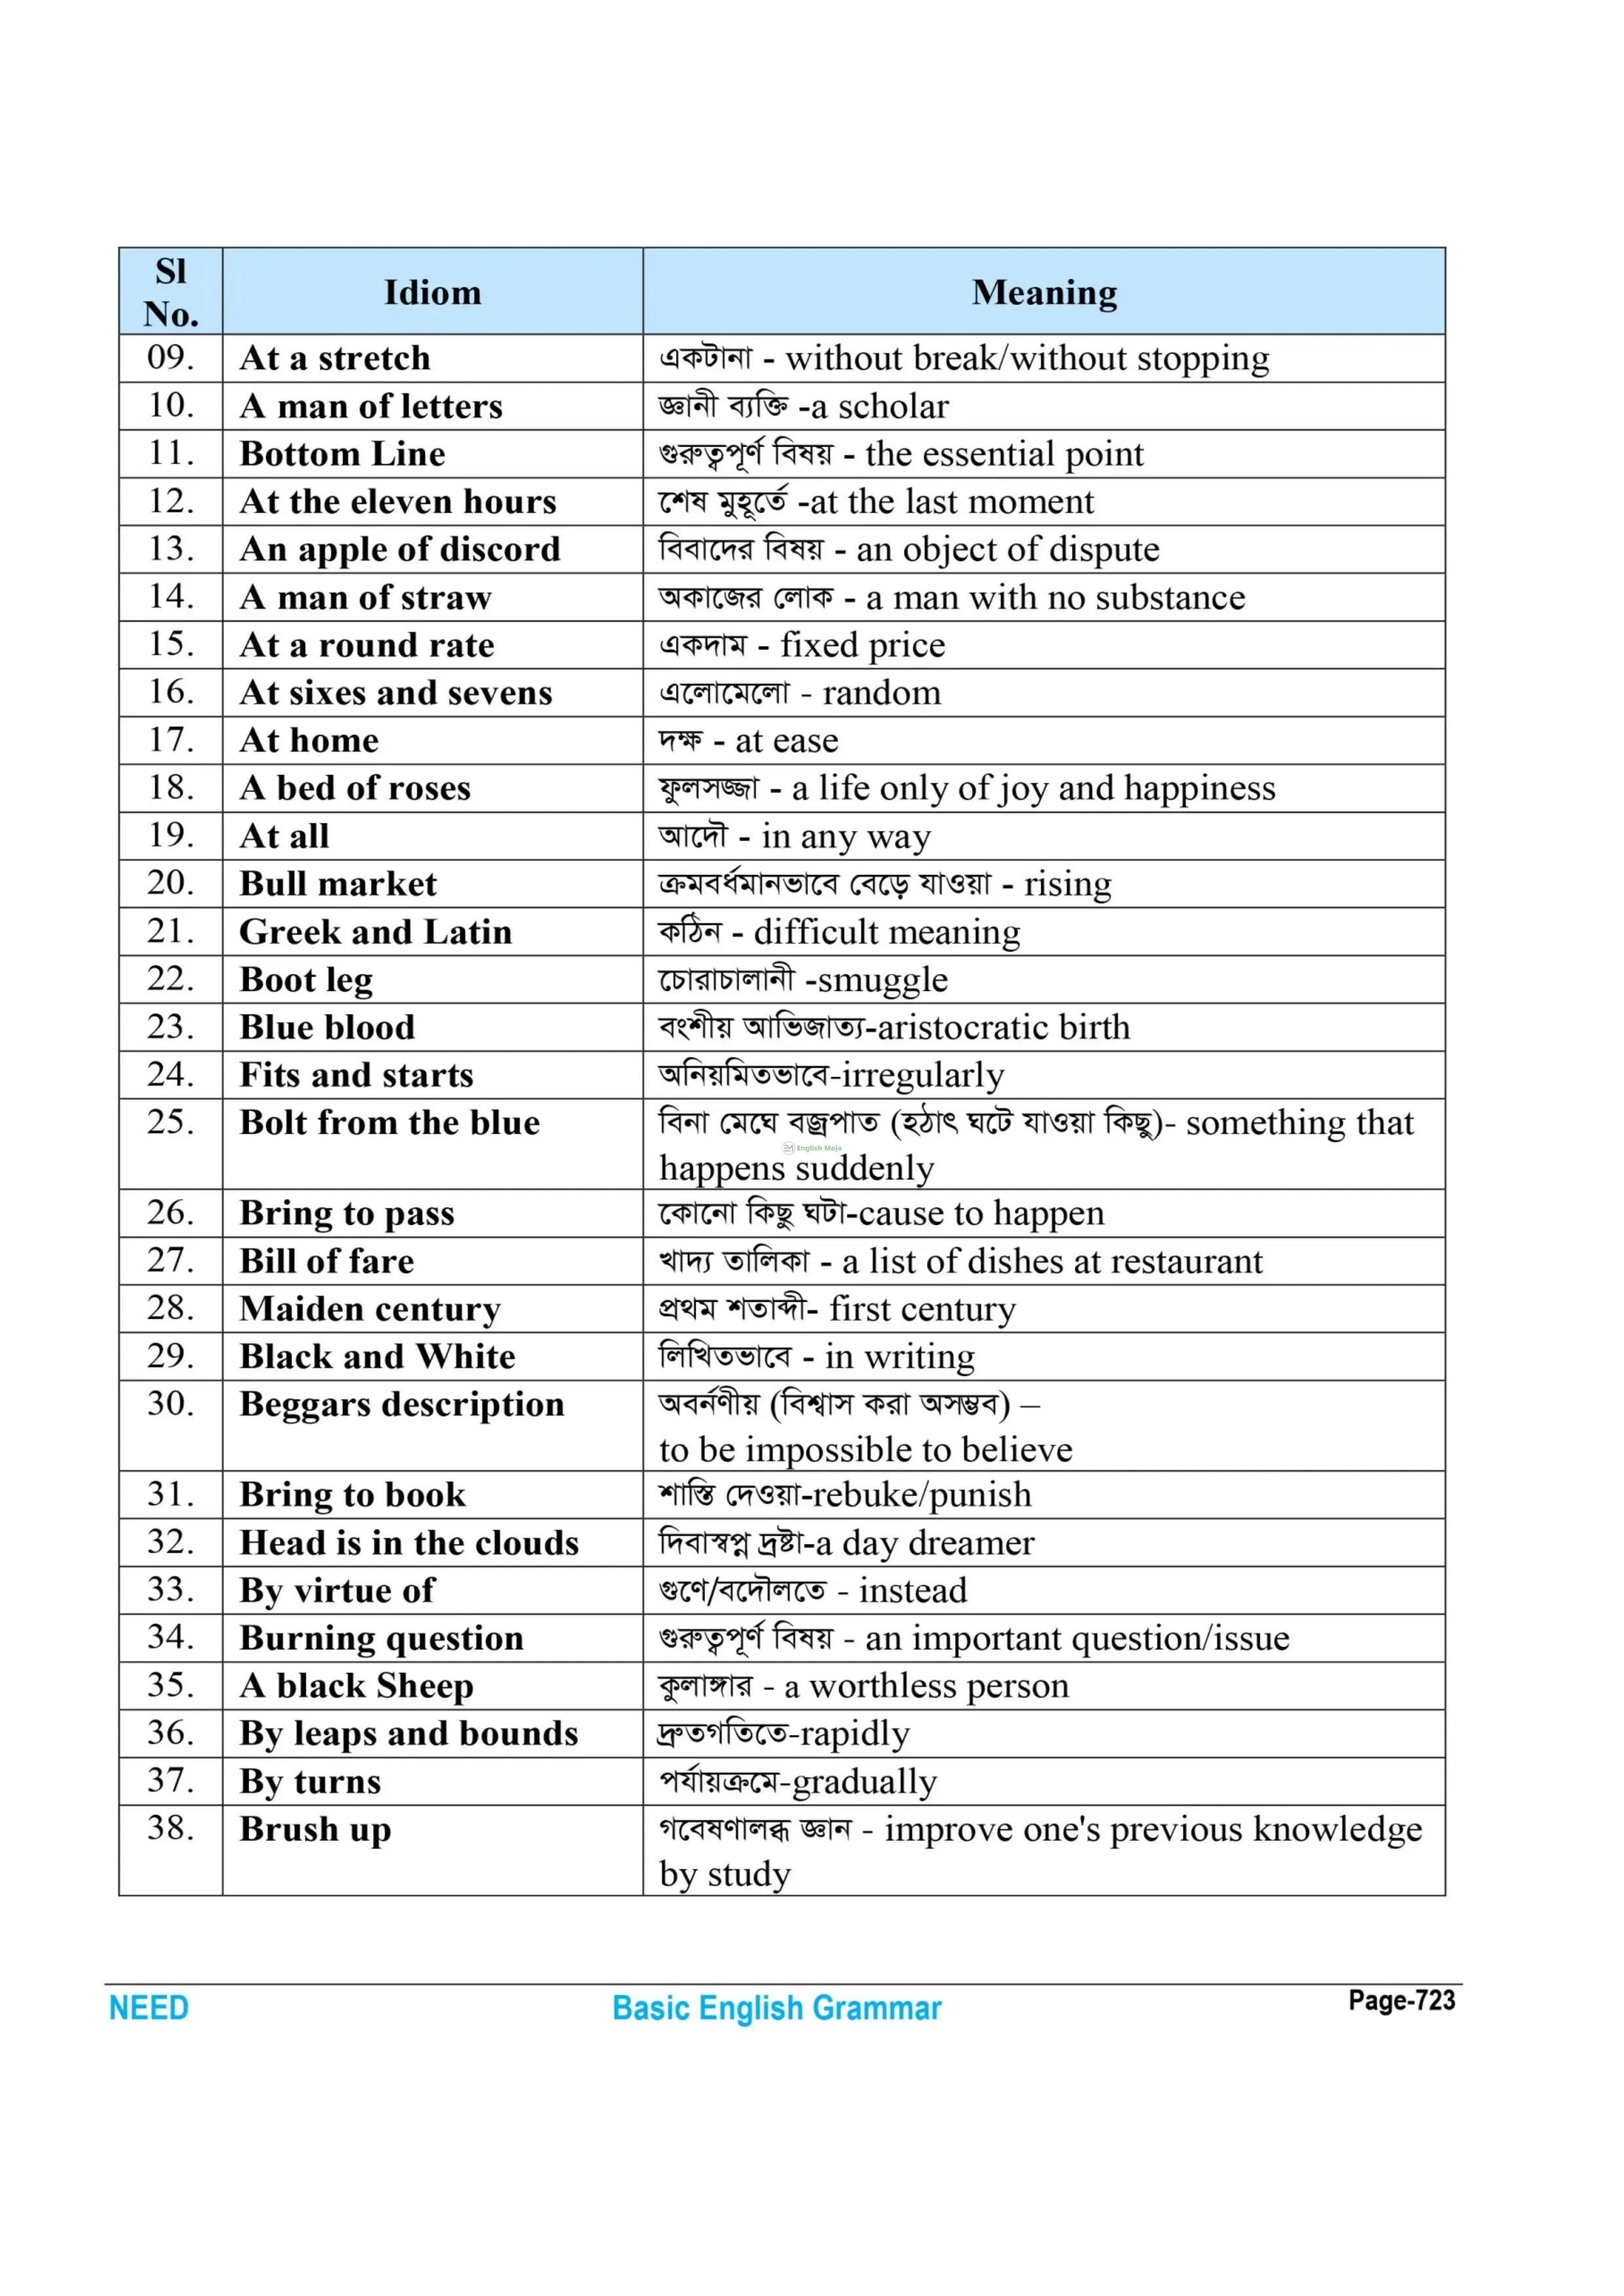 Sl No. Idiom Meaning
09. At a stretch একটানা - without break/without stopping
10. A man of letters জ্ঞানী ব্যক্তি -a scholar
11. Bottom Line গুরুত্বপূর্ণ বিষয় - the essential point
12. At the eleven hours শেষ মুহূর্তে -at the last moment
13. An apple of discord বিবাদের বিষয় - an object of dispute
14. A man of straw অকাজের লোক - a man with no substance
15. At a round rate একদাম - fixed price
16. At sixes and sevens এলোমেলো - random
17. At home দক্ষ - at ease
18. A bed of roses ফুলসজ্জা - a life only of joy and happiness
19. At all আদৌ - in any way
20. Bull market ক্রমবর্ধমানভাবে বেড়ে যাওয়া - rising
21. Greek and Latin কঠিন - difficult meaning
22. Boot leg চোরাচালানী -smuggle
23. Blue blood বংশীয় আভিজাত্য-aristocratic birth
24. Fits and starts অনিয়মিতভাবে-irregularly
25. Bolt from the blue বিনা মেঘে বজ্রপাত (হঠাৎ ঘটে যাওয়া কিছু)- something that
English Moja
happens suddenly
26. Bring to pass কোনো কিছু ঘটা-cause to happen
27. Bill of fare খাদ্য তালিকা - a list of dishes at restaurant
28. Maiden century প্রথম শতাব্দী- first century
29. Black and White লিখিতভাবে - in writing
30. Beggars description অবর্নণীয় (বিশ্বাস করা অসম্ভব) –
to be impossible to believe
31. Bring to book শাস্তি দেওয়া-rebuke/punish
32. Head is in the clouds দিবাস্বপ্ন দ্রষ্টা-a day dreamer
33. By virtue of গুণে/বদৌলতে - instead
34. Burning question গুরুত্বপূর্ণ বিষয় - an important question/issue
35. A black Sheep কুলাঙ্গার - a worthless person
36. By leaps and bounds দ্রুতগতিতে-rapidly
37. By turns পর্যায়ক্রমে-gradually
38. Brush up গবেষণালব্ধ জ্ঞান - improve one's previous knowledge
by study
NEED Basic English Grammar Page-723